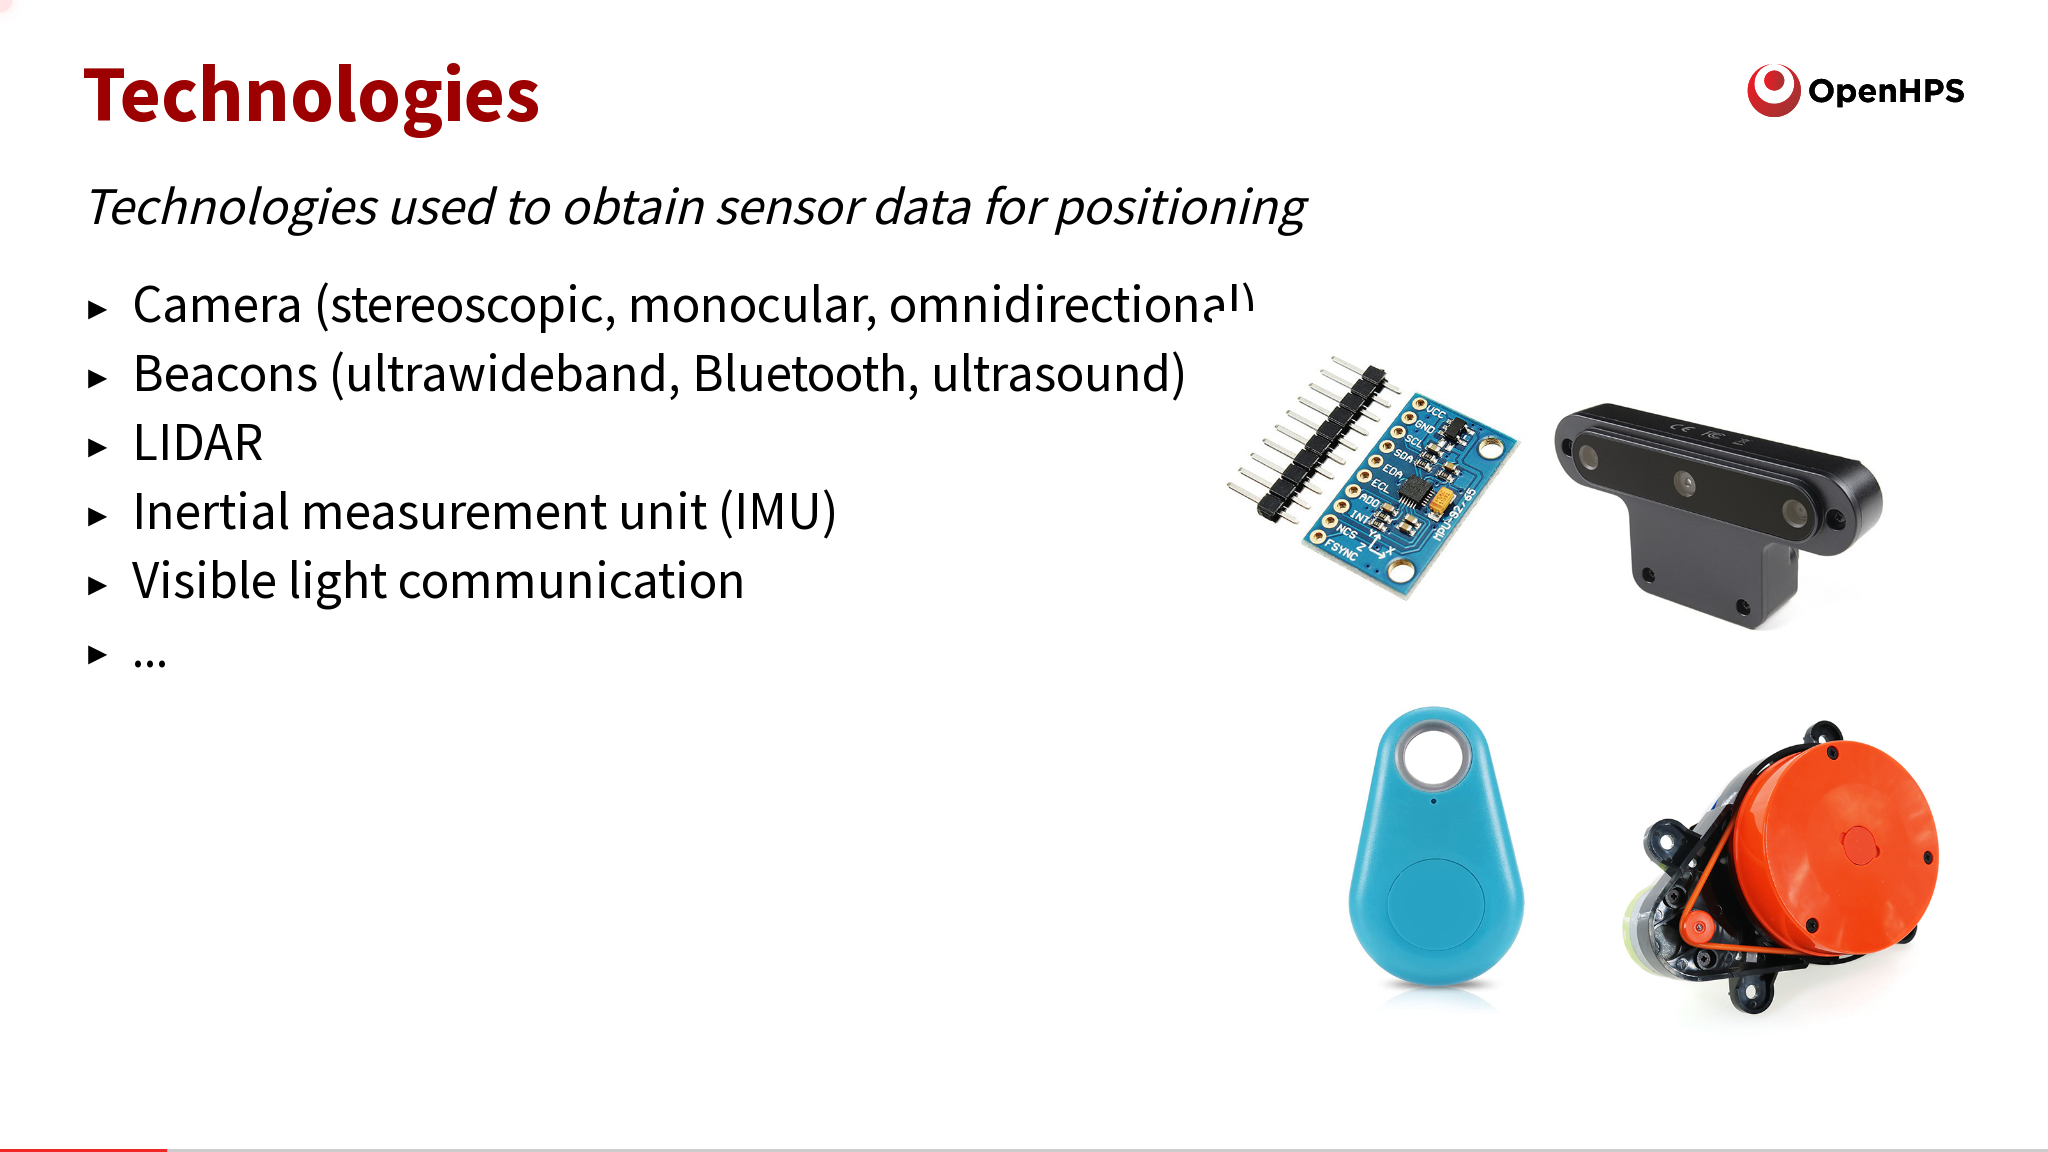 Technologies
OpenHPS
Technologies used to obtain sensor data for positioning
▸ Camera (stereoscopic, monocular, omnidirectional)
▸ Beacons (ultrawideband, Bluetooth, ultrasound)
▸ LIDAR
▸ Inertial measurement unit (IMU)
▸ Visible light communication
▸ ...
VCC
GND
SCL
SDA
EDA
ECL
ADO
INT
NCS
FSYNC
Y
X
Z
MPU-92/65
CE FC